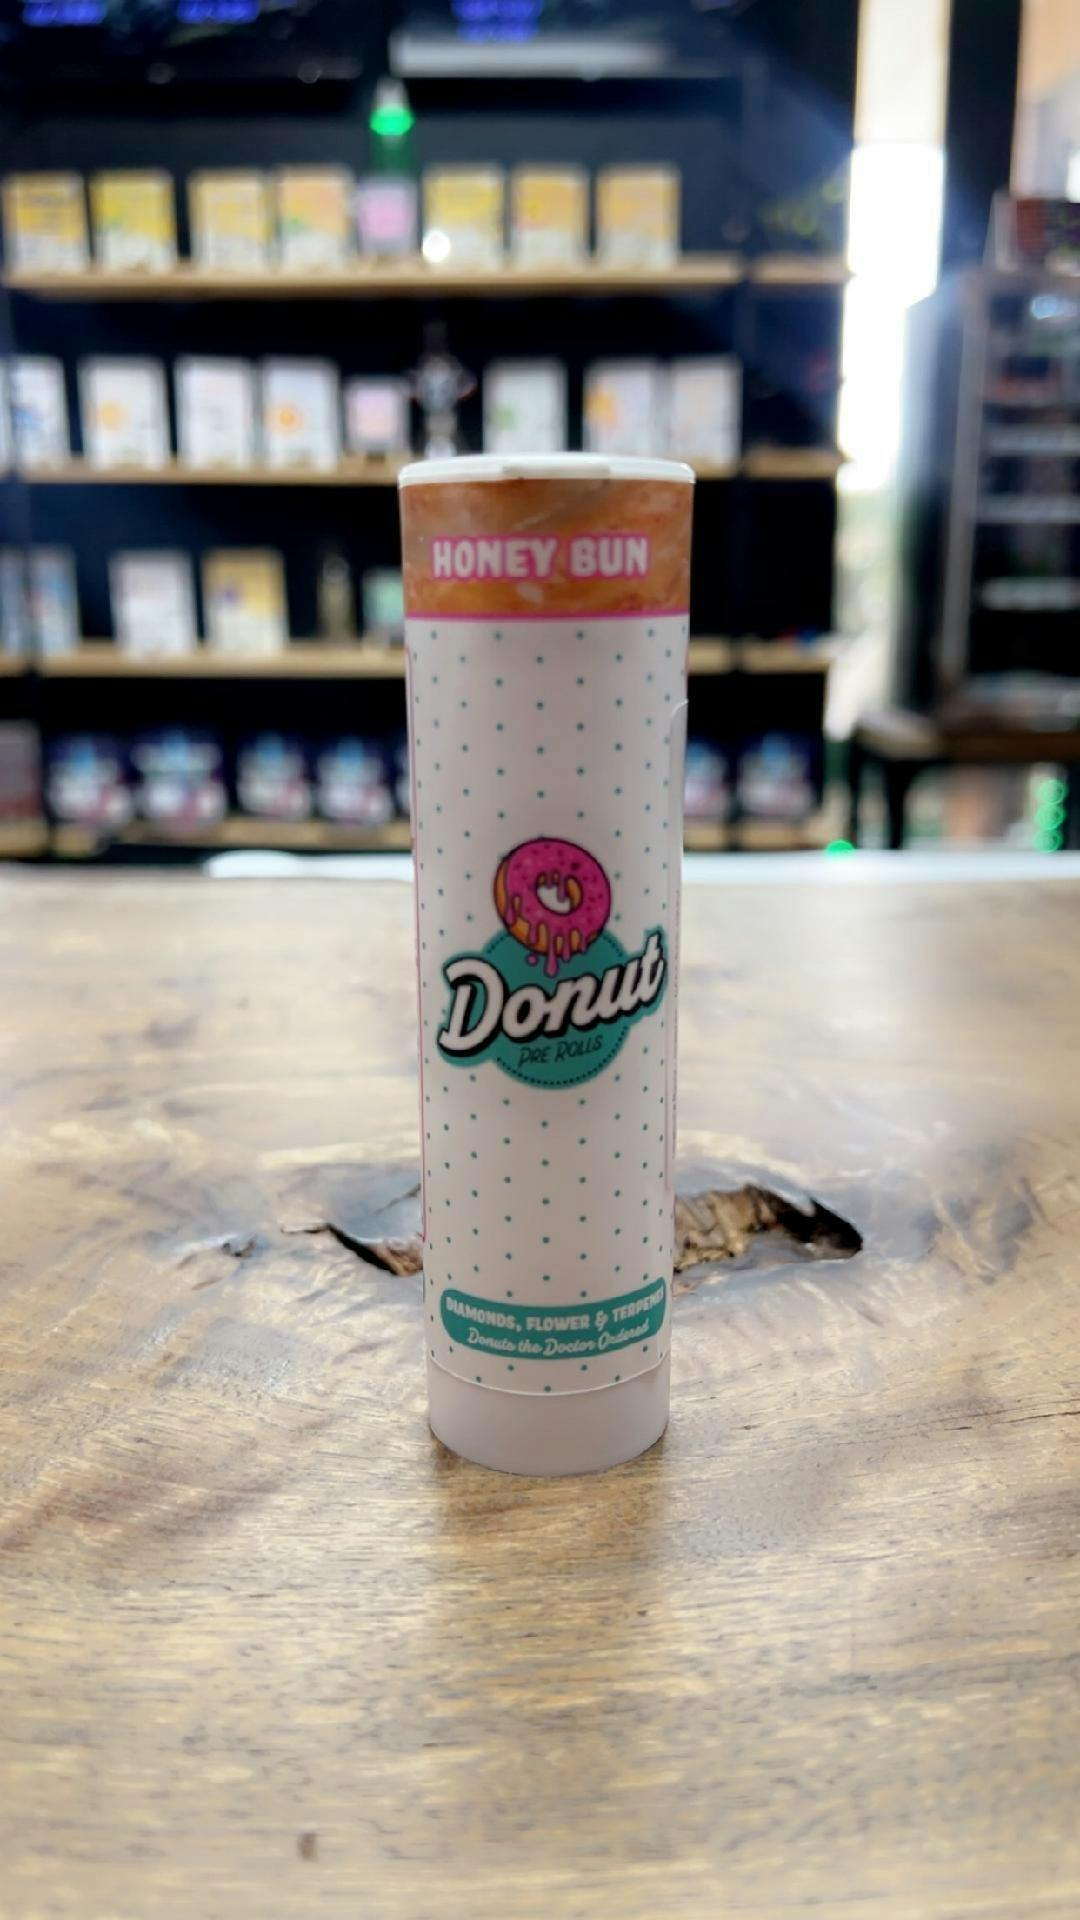 HONEY BUN
Donut
PRE ROLLS
DIAMONDS, FLOWER & TERPENES
Donuts the Doctor Ordered